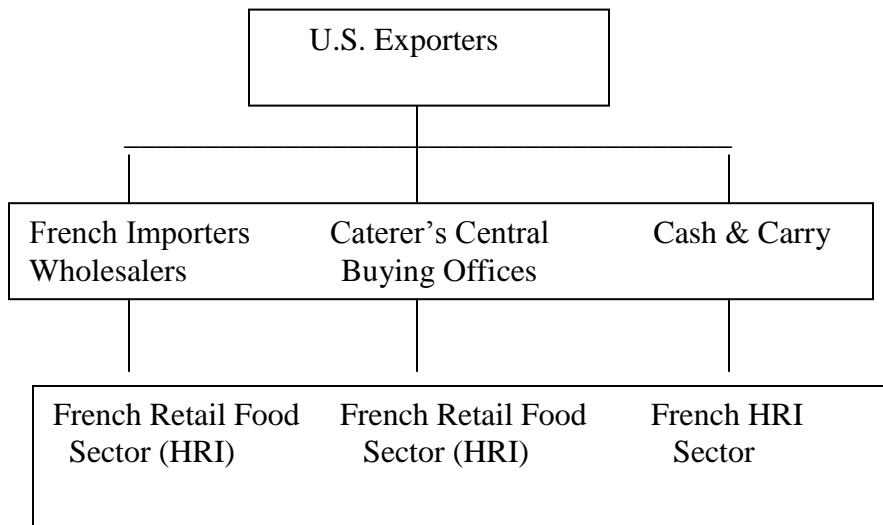 U.S. Exporters
French Importers
Wholesalers
Caterer's Central
Buying Offices
Cash & Carry
French Retail Food
Sector (HRI)
French Retail Food
Sector (HRI)
French HRI
Sector